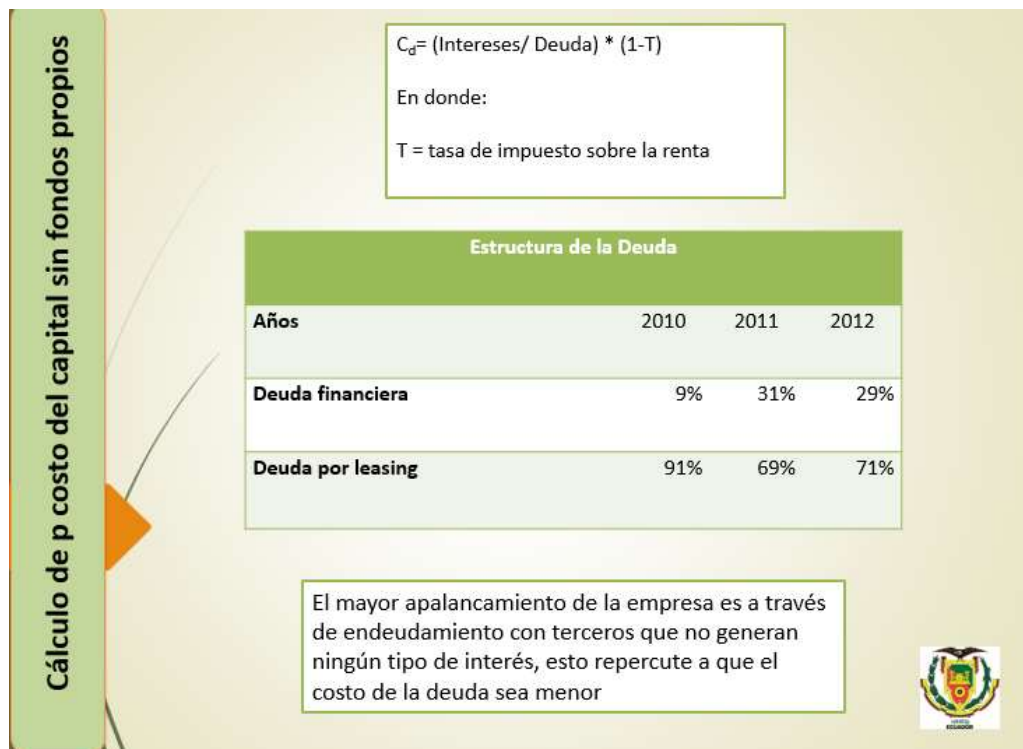 Cálculo de p costo del capital sin fondos propios
Cd= (Intereses/ Deuda) * (1-T)
En donde:
T = tasa de impuesto sobre la renta
Estructura de la Deuda
Años 2010 2011 2012
Deuda financiera 9% 31% 29%
Deuda por leasing 91% 69% 71%
El mayor apalancamiento de la empresa es a través
de endeudamiento con terceros que no generan
ningún tipo de interés, esto repercute a que el
costo de la deuda sea menor
ECUADOR